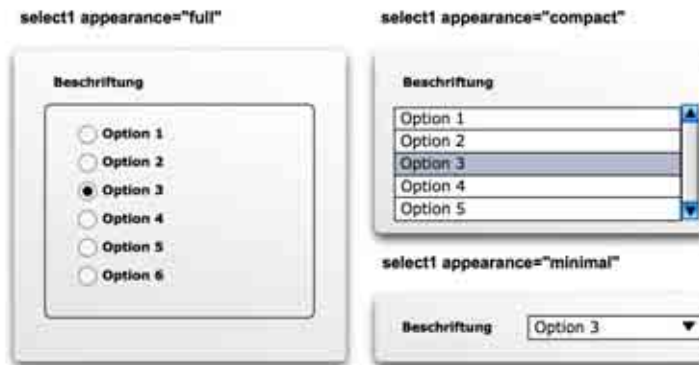 select1 appearance="full"
Beschriftung
Option 1
Option 2
Option 3
Option 4
Option 5
Option 6
select1 appearance="compact"
Beschriftung
Option 1
Option 2
Option 3
Option 4
Option 5
select1 appearance="minimal"
Beschriftung
Option 3